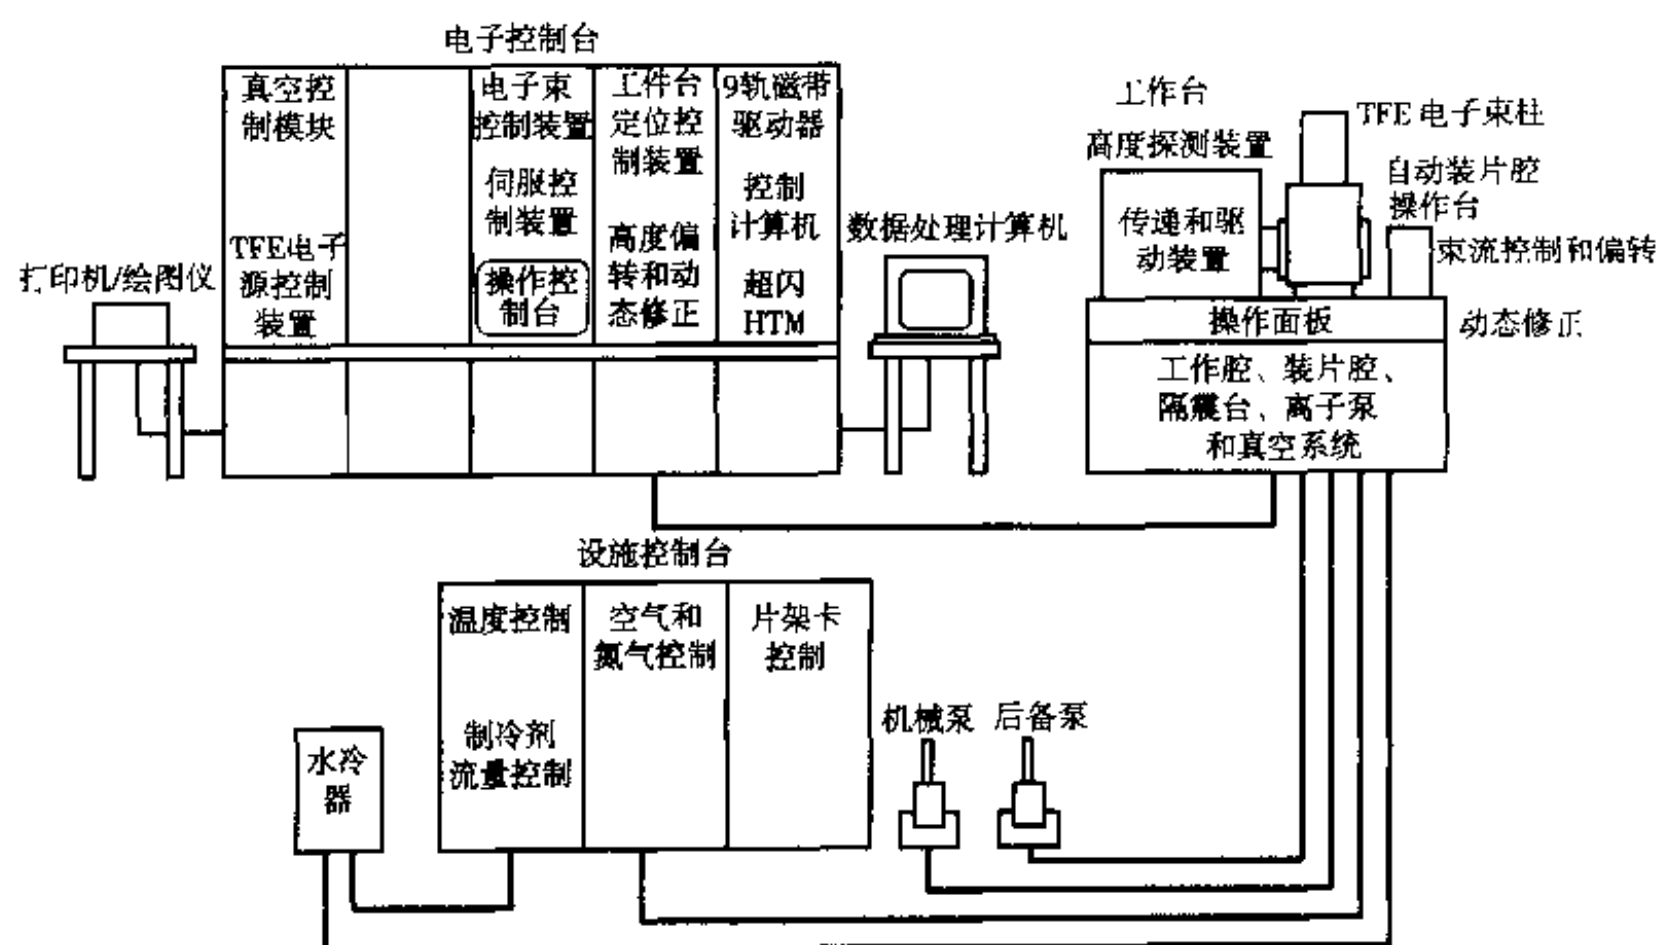 电子控制台
真空控
制模块
TFE电子
源控制
装置
电子束
控制装置
伺服控
制装置
操作控
制台
工件台
定位控
制装置
高度偏
转和动
态修正
9轨磁带
驱动器
控制
计算机
超闪
HTM
打印机/绘图仪
数据处理计算机
工作台
高度探测装置
传递和驱
动装置
TFE 电子束柱
自动装片腔
操作台
束流控制和偏转
动态修正
操作面板
工作腔、装片腔、
隔震台、离子泵
和真空系统
设施控制台
温度控制
制冷剂
流量控制
空气和
氮气控制
片架卡
控制
水冷
器
机械泵
后备泵